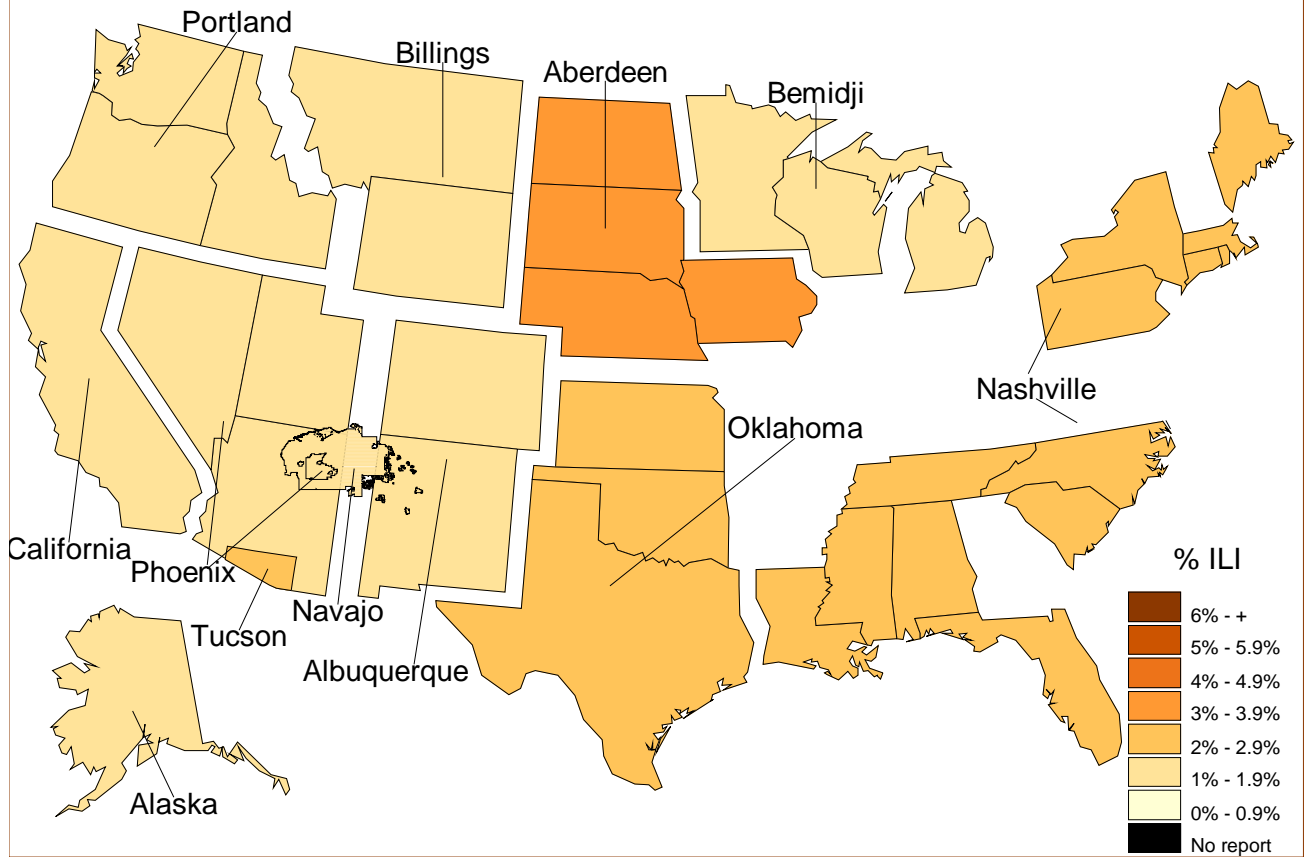 Portland
Billings
Aberdeen
Bemidji
Nashville
Oklahoma
California
Phoenix
Navajo
Tucson
Albuquerque
Alaska
% ILI
6% - +
5% - 5.9%
4% - 4.9%
3% - 3.9%
2% - 2.9%
1% - 1.9%
0% - 0.9%
No report